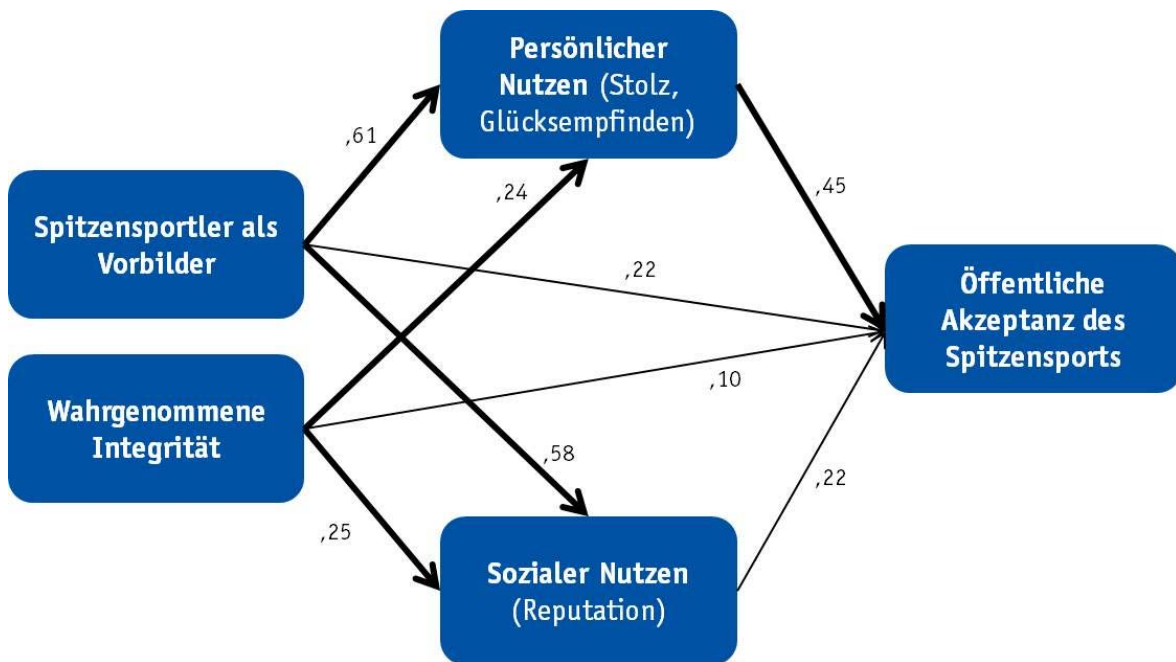 Persönlicher
Nutzen (Stolz,
Glücksempfinden)
,61
,24
,45
Spitzensportler als
Vorbilder
,22
Öffentliche
Akzeptanz des
Spitzensports
,10
Wahrgenommene
Integrität
,58
,22
,25
Sozialer Nutzen
(Reputation)